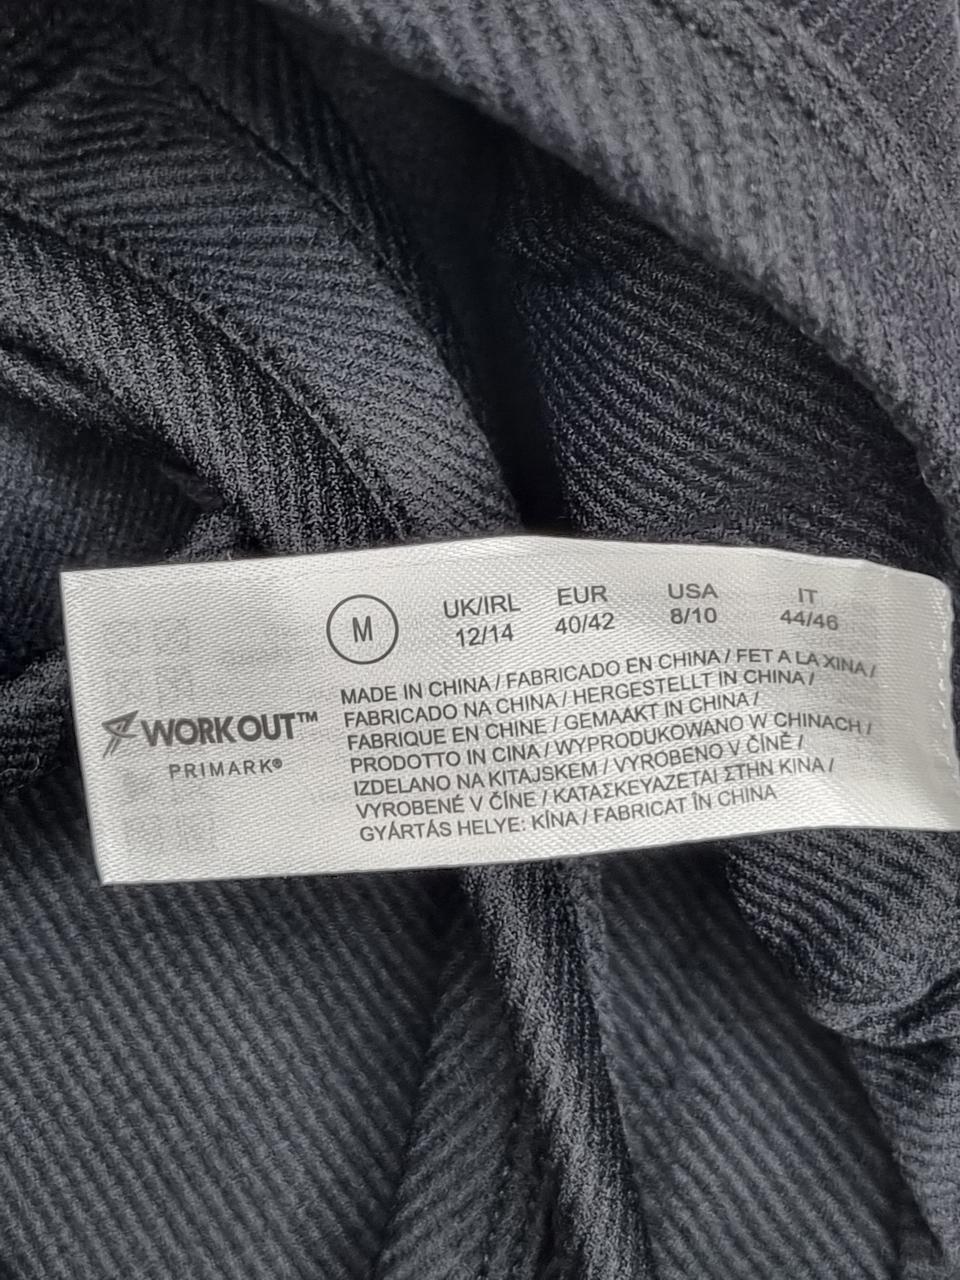 M
UK/IRL EUR USA IT
12/14 40/42 8/10 44/46
WORKOUT™
PRIMARK®
MADE IN CHINA / FABRICADO EN CHINA / FET A LA XINA /
FABRICADO NA CHINA / HERGESTELLT IN CHINA /
FABRIQUE EN CHINE / GEMAAKT IN CHINA /
PRODOTTO IN CINA / WYPRODUKOWANO W CHINACH /
IZDELANO NA KITAJSKEM / VYROBENO V ČÍNĚ /
VYROBENÉ V ČÍNE / ΚΑΤΑΣΚΕΥΑΖΕΤΑΙ ΣΤΗΝ ΚΙΝΑ /
GYÁRTÁS HELYE: KÍNA / FABRICAT ÎN CHINA